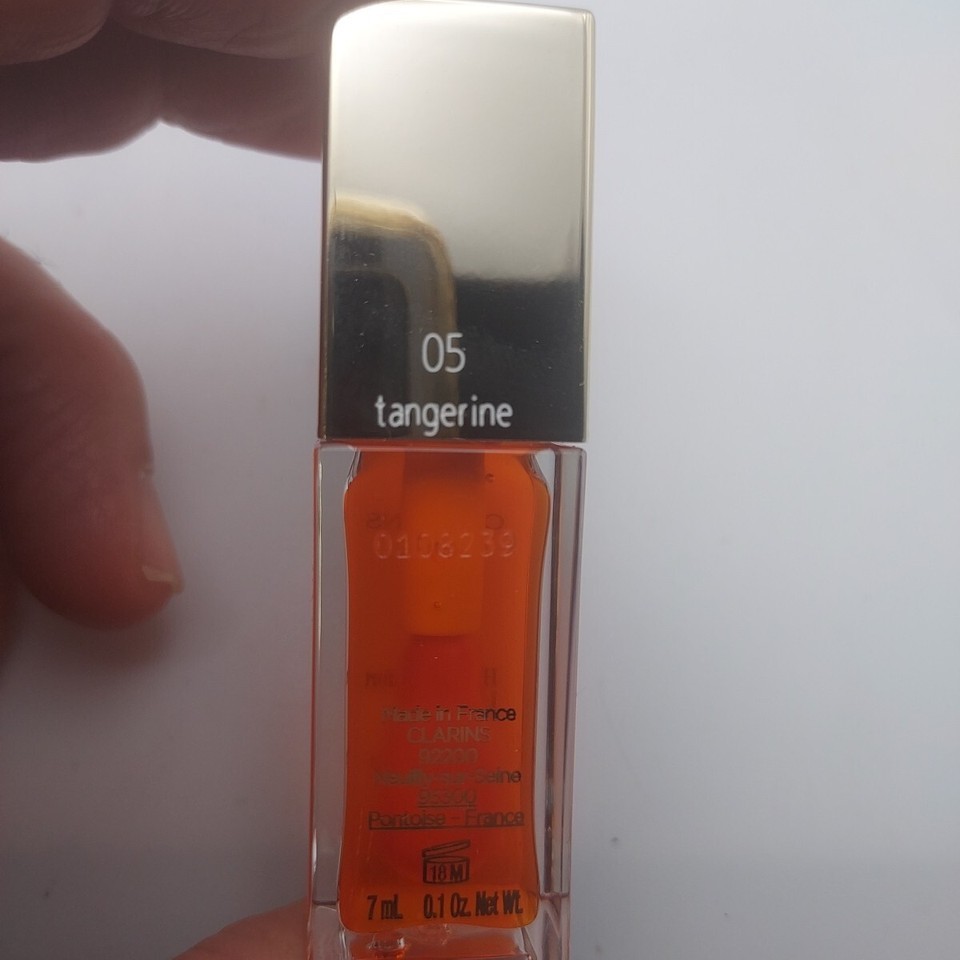 05
tangerine
0108239
Made in France
CLARINS
92200
Neuilly-sur-Seine
95300
Pontoise - France
18 M
7 mL 0.1 Oz. Net Wt.